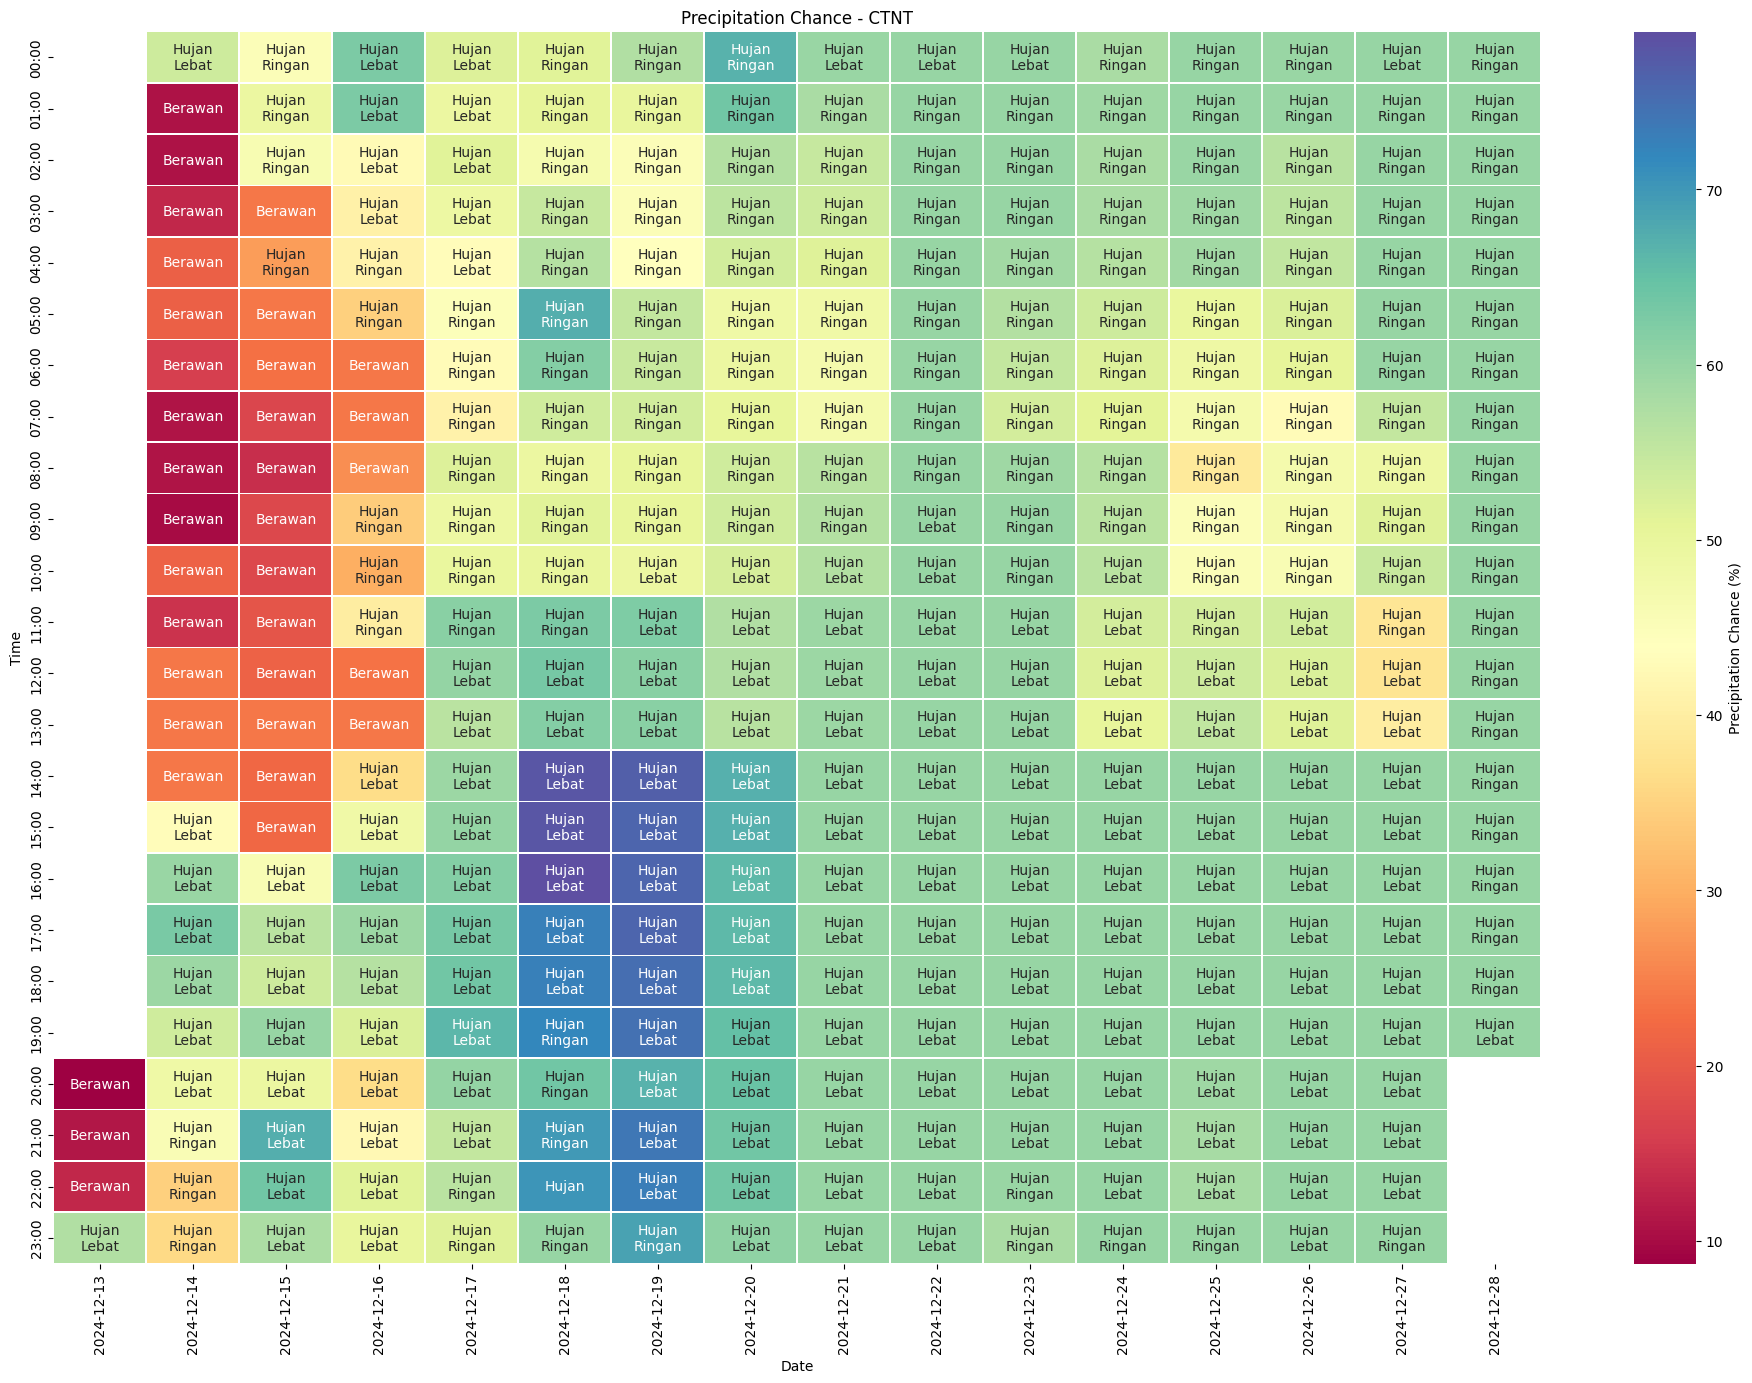 Precipitation Chance - CTNT
00:00 Hujan Lebat Hujan Ringan Hujan Lebat Hujan Lebat Hujan Ringan Hujan Ringan Hujan Ringan Hujan Lebat Hujan Lebat Hujan Lebat Hujan Ringan Hujan Ringan Hujan Ringan Hujan Lebat Hujan Ringan
01:00 Berawan Hujan Ringan Hujan Lebat Hujan Lebat Hujan Ringan Hujan Ringan Hujan Ringan Hujan Ringan Hujan Ringan Hujan Ringan Hujan Ringan Hujan Ringan Hujan Ringan Hujan Ringan Hujan Ringan
02:00 Berawan Hujan Ringan Hujan Lebat Hujan Lebat Hujan Ringan Hujan Ringan Hujan Ringan Hujan Ringan Hujan Ringan Hujan Ringan Hujan Ringan Hujan Ringan Hujan Ringan Hujan Ringan Hujan Ringan
03:00 Berawan Berawan Hujan Lebat Hujan Lebat Hujan Ringan Hujan Ringan Hujan Ringan Hujan Ringan Hujan Ringan Hujan Ringan Hujan Ringan Hujan Ringan Hujan Ringan Hujan Ringan Hujan Ringan
04:00 Berawan Hujan Ringan Hujan Ringan Hujan Lebat Hujan Ringan Hujan Ringan Hujan Ringan Hujan Ringan Hujan Ringan Hujan Ringan Hujan Ringan Hujan Ringan Hujan Ringan Hujan Ringan Hujan Ringan
05:00 Berawan Berawan Hujan Ringan Hujan Ringan Hujan Ringan Hujan Ringan Hujan Ringan Hujan Ringan Hujan Ringan Hujan Ringan Hujan Ringan Hujan Ringan Hujan Ringan Hujan Ringan Hujan Ringan
06:00 Berawan Berawan Berawan Hujan Ringan Hujan Ringan Hujan Ringan Hujan Ringan Hujan Ringan Hujan Ringan Hujan Ringan Hujan Ringan Hujan Ringan Hujan Ringan Hujan Ringan Hujan Ringan
07:00 Berawan Berawan Berawan Hujan Ringan Hujan Ringan Hujan Ringan Hujan Ringan Hujan Ringan Hujan Ringan Hujan Ringan Hujan Ringan Hujan Ringan Hujan Ringan Hujan Ringan Hujan Ringan
08:00 Berawan Berawan Berawan Hujan Ringan Hujan Ringan Hujan Ringan Hujan Ringan Hujan Ringan Hujan Ringan Hujan Ringan Hujan Ringan Hujan Ringan Hujan Ringan Hujan Ringan Hujan Ringan
09:00 Berawan Berawan Hujan Ringan Hujan Ringan Hujan Ringan Hujan Ringan Hujan Ringan Hujan Ringan Hujan Lebat Hujan Ringan Hujan Ringan Hujan Ringan Hujan Ringan Hujan Ringan Hujan Ringan
10:00 Berawan Berawan Hujan Ringan Hujan Ringan Hujan Ringan Hujan Lebat Hujan Lebat Hujan Lebat Hujan Lebat Hujan Ringan Hujan Lebat Hujan Ringan Hujan Ringan Hujan Ringan Hujan Ringan
11:00 Berawan Berawan Hujan Ringan Hujan Ringan Hujan Ringan Hujan Lebat Hujan Lebat Hujan Lebat Hujan Lebat Hujan Lebat Hujan Lebat Hujan Ringan Hujan Lebat Hujan Ringan Hujan Ringan
12:00 Berawan Berawan Berawan Hujan Lebat Hujan Lebat Hujan Lebat Hujan Lebat Hujan Lebat Hujan Lebat Hujan Lebat Hujan Lebat Hujan Lebat Hujan Lebat Hujan Lebat Hujan Ringan
13:00 Berawan Berawan Berawan Hujan Lebat Hujan Lebat Hujan Lebat Hujan Lebat Hujan Lebat Hujan Lebat Hujan Lebat Hujan Lebat Hujan Lebat Hujan Lebat Hujan Lebat Hujan Ringan
14:00 Berawan Berawan Hujan Lebat Hujan Lebat Hujan Lebat Hujan Lebat Hujan Lebat Hujan Lebat Hujan Lebat Hujan Lebat Hujan Lebat Hujan Lebat Hujan Lebat Hujan Lebat Hujan Ringan
15:00 Hujan Lebat Berawan Hujan Lebat Hujan Lebat Hujan Lebat Hujan Lebat Hujan Lebat Hujan Lebat Hujan Lebat Hujan Lebat Hujan Lebat Hujan Lebat Hujan Lebat Hujan Lebat Hujan Ringan
16:00 Hujan Lebat Hujan Lebat Hujan Lebat Hujan Lebat Hujan Lebat Hujan Lebat Hujan Lebat Hujan Lebat Hujan Lebat Hujan Lebat Hujan Lebat Hujan Lebat Hujan Lebat Hujan Lebat Hujan Ringan
17:00 Hujan Lebat Hujan Lebat Hujan Lebat Hujan Lebat Hujan Lebat Hujan Lebat Hujan Lebat Hujan Lebat Hujan Lebat Hujan Lebat Hujan Lebat Hujan Lebat Hujan Lebat Hujan Lebat Hujan Ringan
18:00 Hujan Lebat Hujan Lebat Hujan Lebat Hujan Lebat Hujan Lebat Hujan Lebat Hujan Lebat Hujan Lebat Hujan Lebat Hujan Lebat Hujan Lebat Hujan Lebat Hujan Lebat Hujan Lebat Hujan Ringan
19:00 Hujan Lebat Hujan Lebat Hujan Lebat Hujan Lebat Hujan Ringan Hujan Lebat Hujan Lebat Hujan Lebat Hujan Lebat Hujan Lebat Hujan Lebat Hujan Lebat Hujan Lebat Hujan Lebat Hujan Lebat
20:00 Berawan Hujan Lebat Hujan Lebat Hujan Lebat Hujan Lebat Hujan Ringan Hujan Lebat Hujan Lebat Hujan Lebat Hujan Lebat Hujan Lebat Hujan Lebat Hujan Lebat Hujan Lebat Hujan Lebat
21:00 Berawan Hujan Ringan Hujan Lebat Hujan Lebat Hujan Lebat Hujan Ringan Hujan Lebat Hujan Lebat Hujan Lebat Hujan Lebat Hujan Lebat Hujan Lebat Hujan Lebat Hujan Lebat Hujan Lebat
22:00 Berawan Hujan Ringan Hujan Lebat Hujan Lebat Hujan Ringan Hujan Hujan Lebat Hujan Lebat Hujan Lebat Hujan Lebat Hujan Ringan Hujan Lebat Hujan Ringan Hujan Lebat Hujan Lebat
23:00 Hujan Lebat Hujan Ringan Hujan Lebat Hujan Lebat Hujan Ringan Hujan Ringan Hujan Ringan Hujan Lebat Hujan Lebat Hujan Lebat Hujan Ringan Hujan Ringan Hujan Ringan Hujan Lebat Hujan Ringan
Time
2024-12-13 2024-12-14 2024-12-15 2024-12-16 2024-12-17 2024-12-18 2024-12-19 2024-12-20 2024-12-21 2024-12-22 2024-12-23 2024-12-24 2024-12-25 2024-12-26 2024-12-27 2024-12-28
Date
70
60
50
40
30
20
10
Precipitation Chance (%)